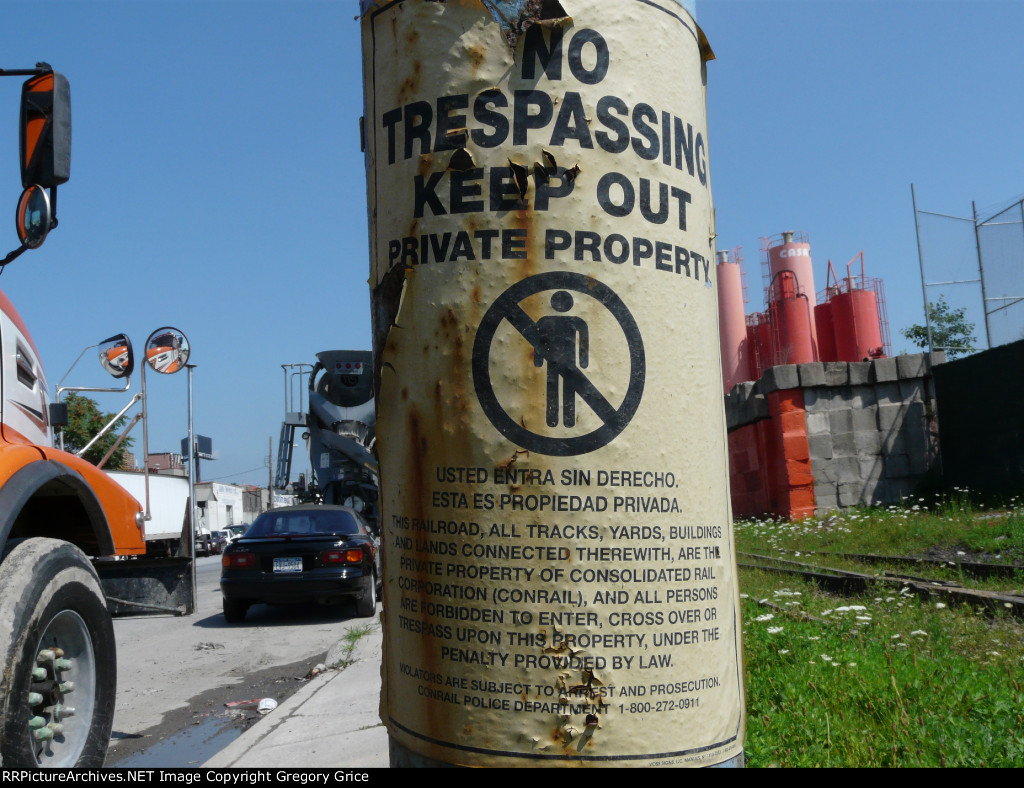 NO
TRESPASSING
KEEP OUT
PRIVATE PROPERTY
USTED ENTRA SIN DERECHO.
ESTA ES PROPIEDAD PRIVADA.
THIS RAILROAD, ALL TRACKS, YARDS, BUILDINGS
AND LANDS CONNECTED THEREWITH, ARE THE
PRIVATE PROPERTY OF CONSOLIDATED RAIL
CORPORATION (CONRAIL), AND ALL PERSONS
ARE FORBIDDEN TO ENTER, CROSS OVER OR
TRESPASS UPON THIS PROPERTY, UNDER THE
PENALTY PROVIDED BY LAW.
VIOLATORS ARE SUBJECT TO ARREST AND PROSECUTION.
CONRAIL POLICE DEPARTMENT 1-800-272-0911
RRPictureArchives.NET Image Copyright Gregory Grice